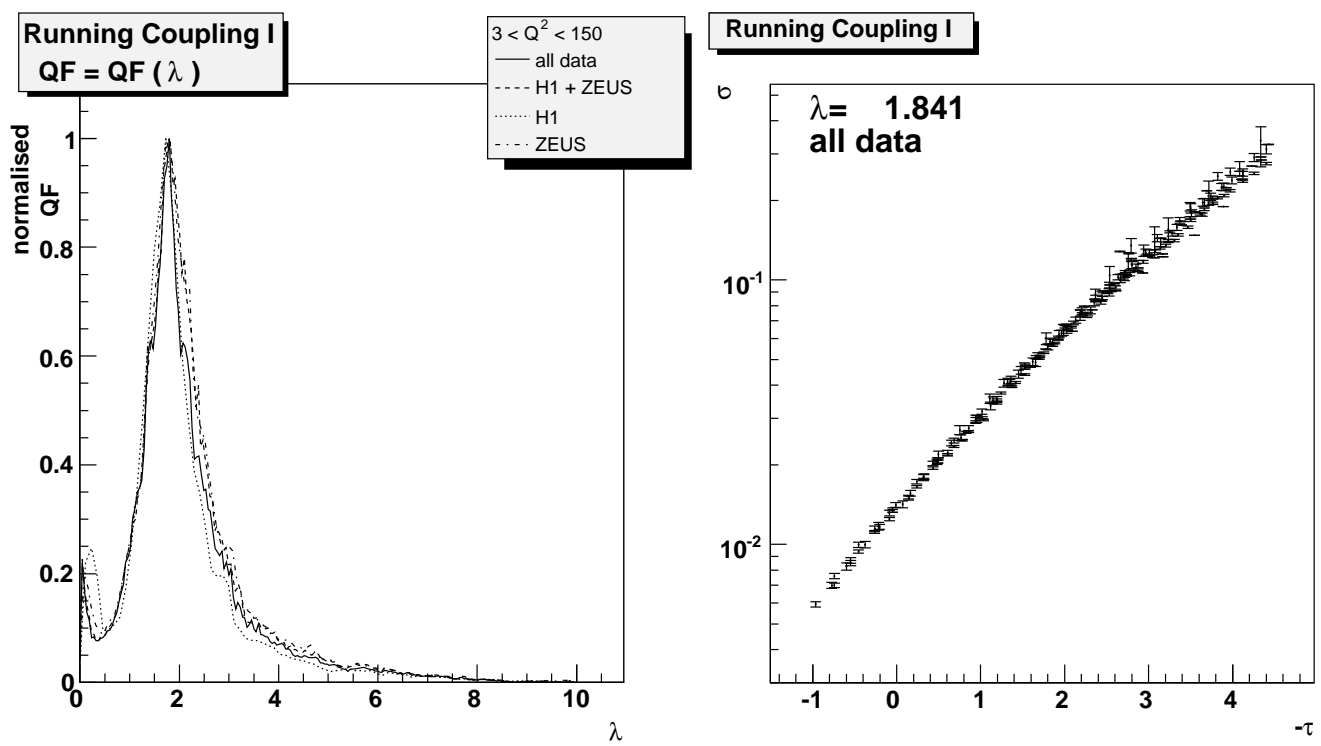 Running Coupling I
QF = QF ( λ )
3 < Q² < 150
all data
H1 + ZEUS
H1
ZEUS
normalised
QF
1
0.8
0.6
0.4
0.2
0
0 2 4 6 8 10
λ
Running Coupling I
σ
λ= 1.841
all data
10⁻¹
10⁻²
-1 0 1 2 3 4
-τ